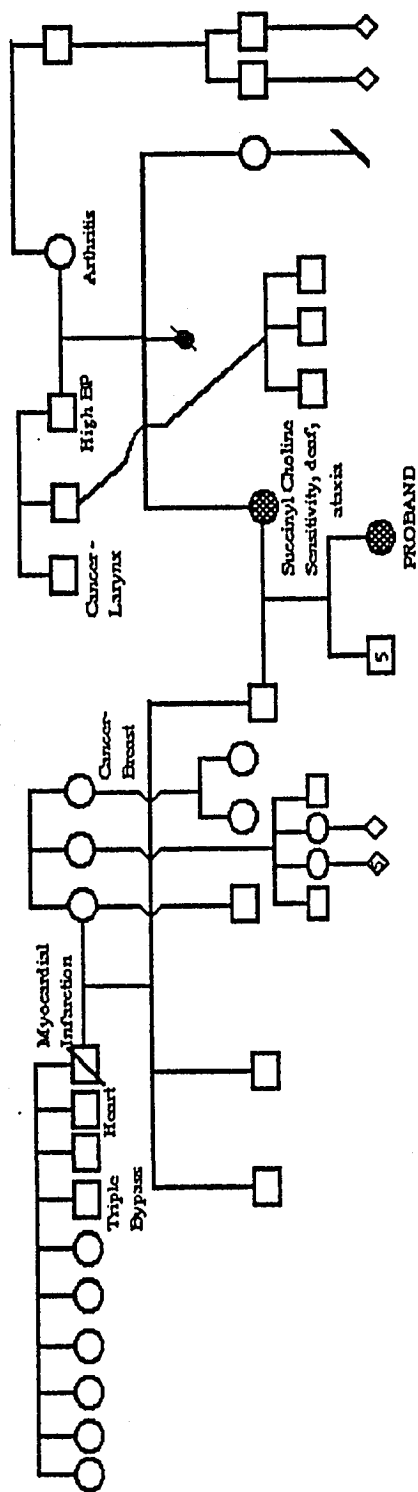 Myocardial
Infarction
Heart
Triple
Bypass
Cancer-
Breast
Cancer-
Larynx
High BP
Arthritis
Succinyl Choline
Sensitivity, deaf,
ataxia
5
5
PROBAND